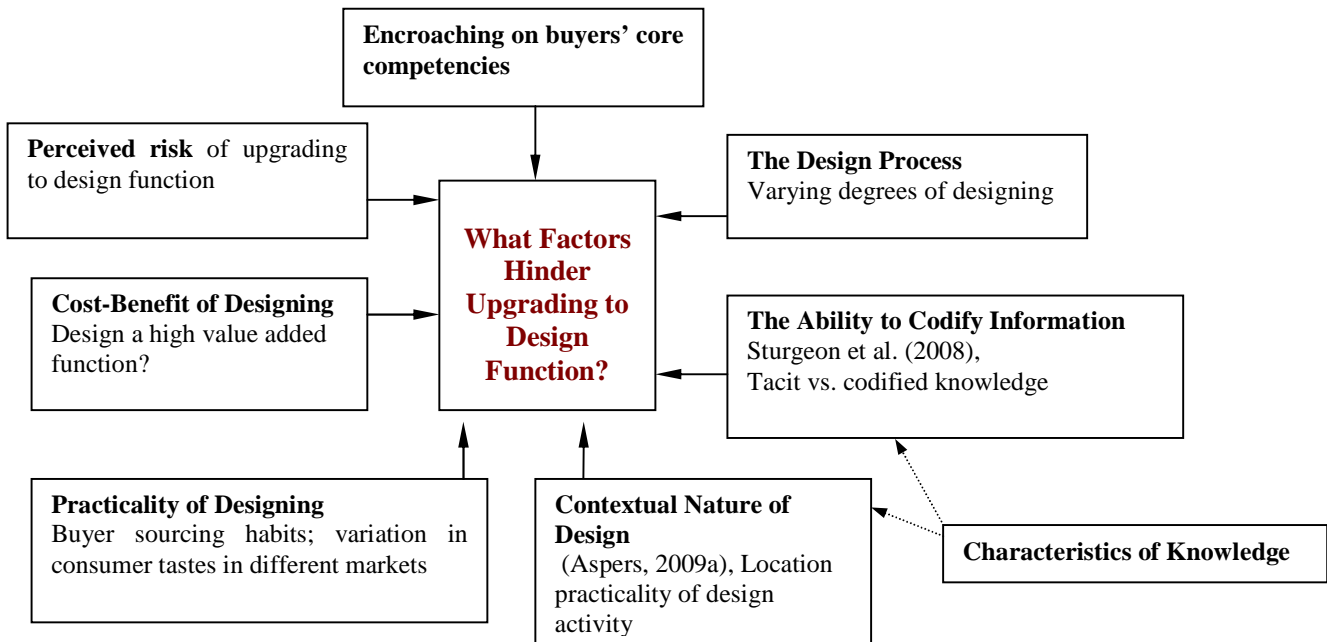 Encroaching on buyers’ core
competencies
Perceived risk of upgrading
to design function
The Design Process
Varying degrees of designing
What Factors
Hinder
Upgrading to
Design
Function?
Cost-Benefit of Designing
Design a high value added
function?
The Ability to Codify Information
Sturgeon et al. (2008),
Tacit vs. codified knowledge
Practicality of Designing
Buyer sourcing habits; variation in
consumer tastes in different markets
Contextual Nature of
Design
(Aspers, 2009a), Location
practicality of design
activity
Characteristics of Knowledge